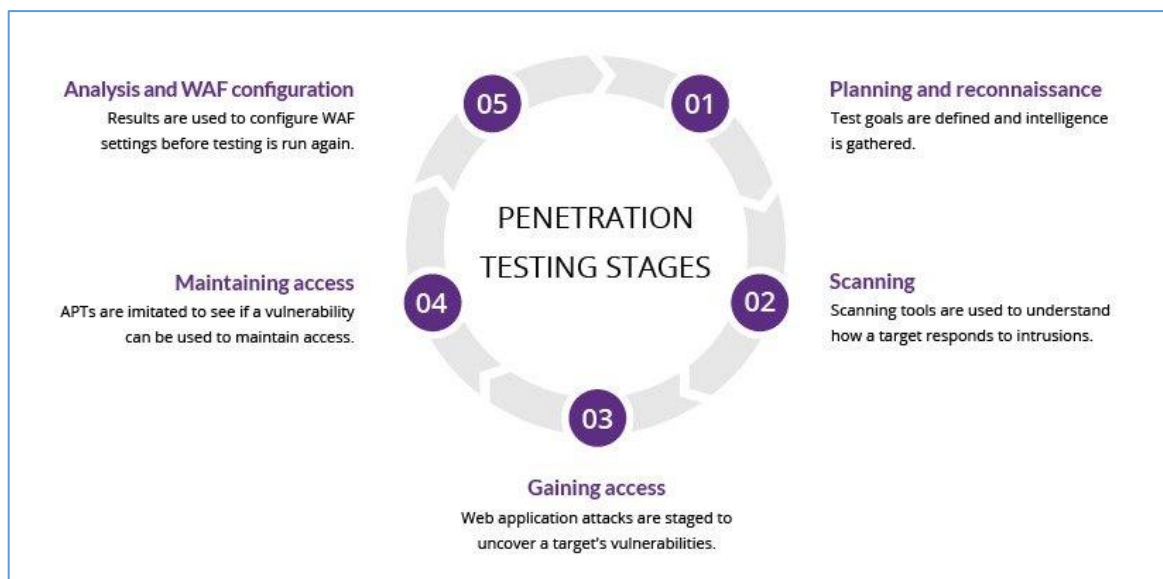 PENETRATION
TESTING STAGES
01
Planning and reconnaissance
Test goals are defined and intelligence
is gathered.
02
Scanning
Scanning tools are used to understand
how a target responds to intrusions.
03
Gaining access
Web application attacks are staged to
uncover a target's vulnerabilities.
04
Maintaining access
APTs are imitated to see if a vulnerability
can be used to maintain access.
05
Analysis and WAF configuration
Results are used to configure WAF
settings before testing is run again.